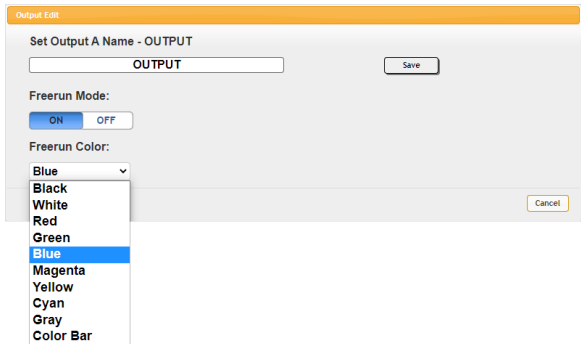 Output Edit
Set Output A Name - OUTPUT
OUTPUT
Save
Freerun Mode:
ON OFF
Freerun Color:
Blue
Cancel
Black
White
Red
Green
Blue
Magenta
Yellow
Cyan
Gray
Color Bar